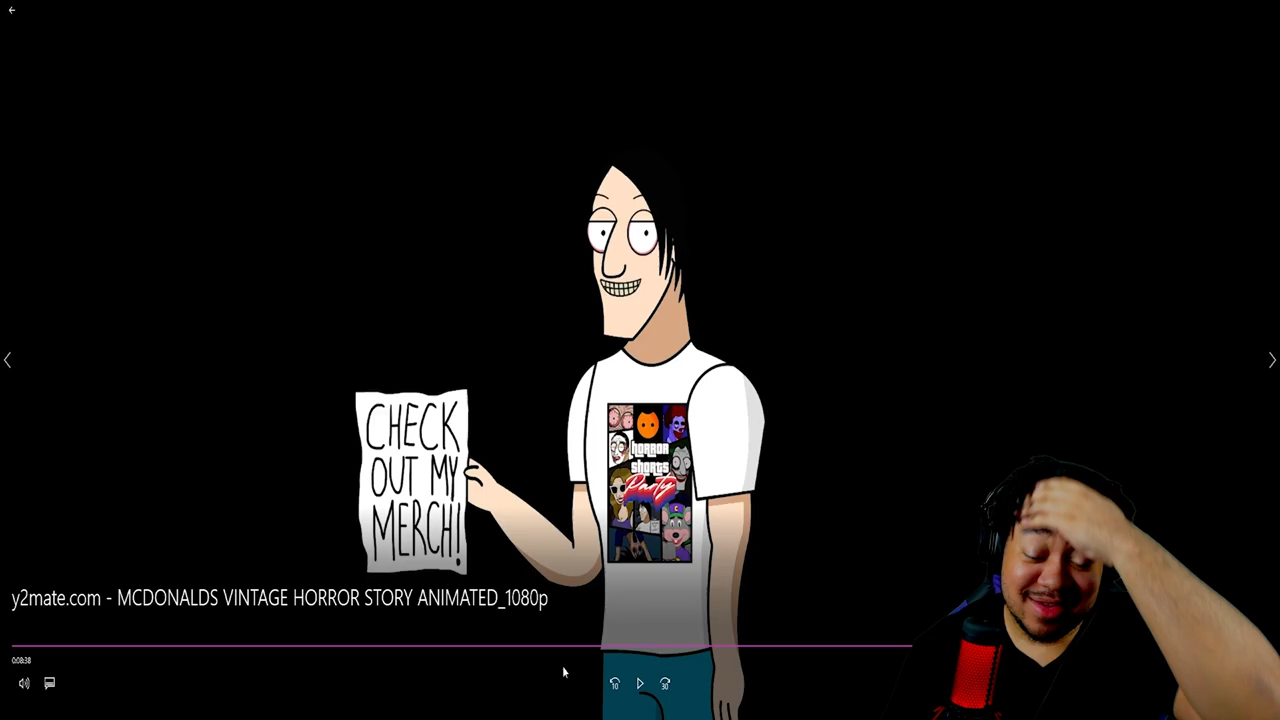 CHECK
OUT MY
MERCH!
horror
shorts
Party
y2mate.com - MCDONALDS VINTAGE HORROR STORY ANIMATED_1080p
0:08:38
10
30